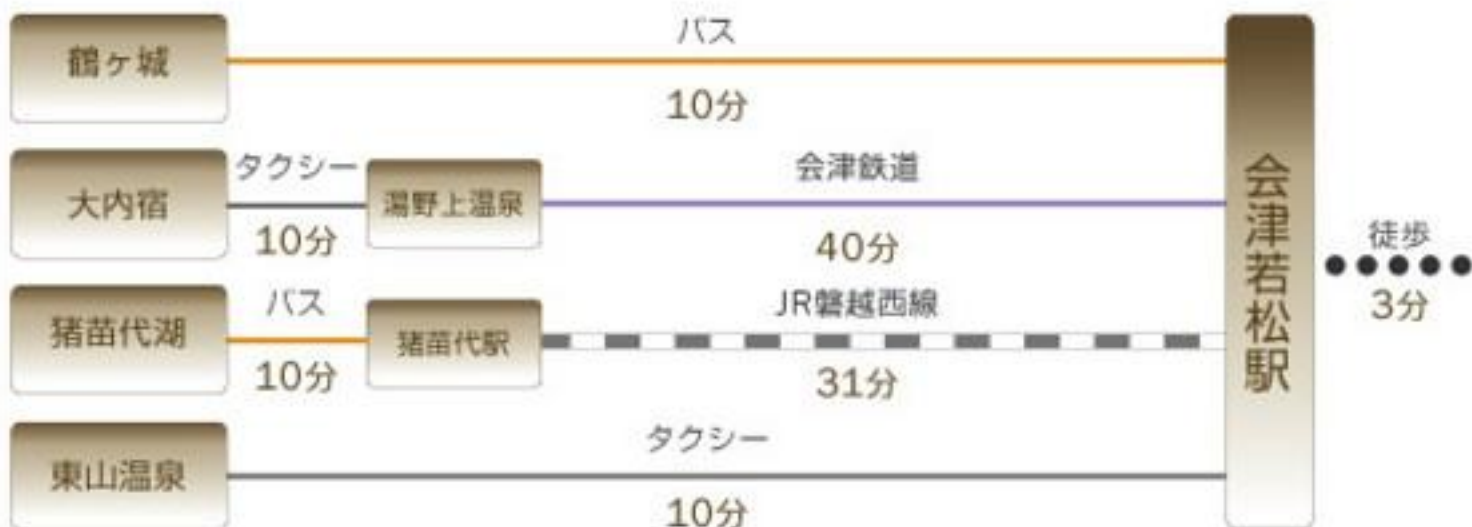 バス
鶴ヶ城
10分
タクシー
会津鉄道
大内宿
湯野上温泉
10分
40分
バス
JR磐越西線
猪苗代湖
猪苗代駅
10分
31分
タクシー
東山温泉
10分
会津若松駅
徒歩
3分